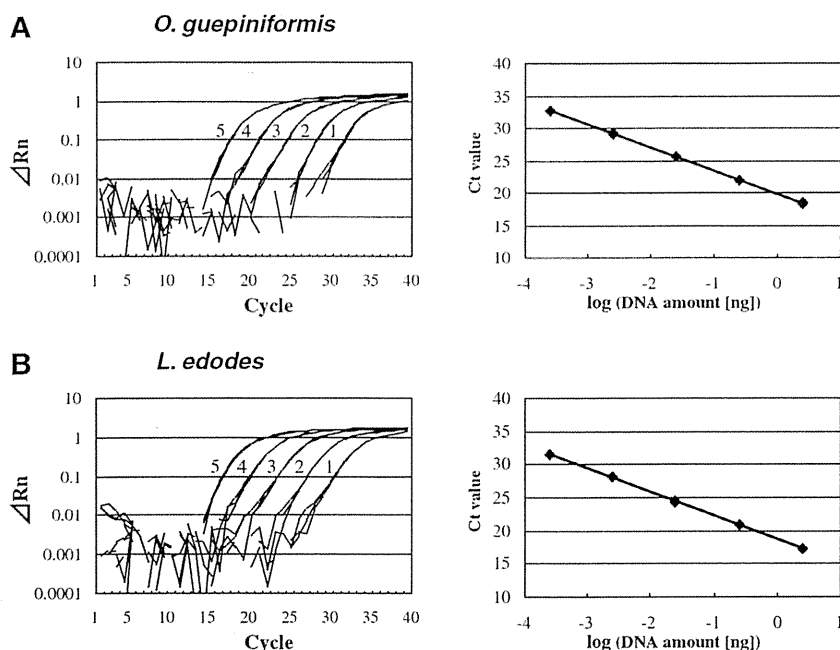 A
O. guepiniformis
10
1
0.1
0.01
0.001
0.0001
ΔRn
5 4 3 2 1
1 5 10 15 20 25 30 35 40
Cycle
40
35
30
25
20
15
10
Ct value
-4 -3 -2 -1 0 1
log (DNA amount [ng])
B
L. edodes
10
1
0.1
0.01
0.001
0.0001
ΔRn
5 4 3 2 1
1 5 10 15 20 25 30 35 40
Cycle
40
35
30
25
20
15
10
Ct value
-4 -3 -2 -1 0 1
log (DNA amount [ng])